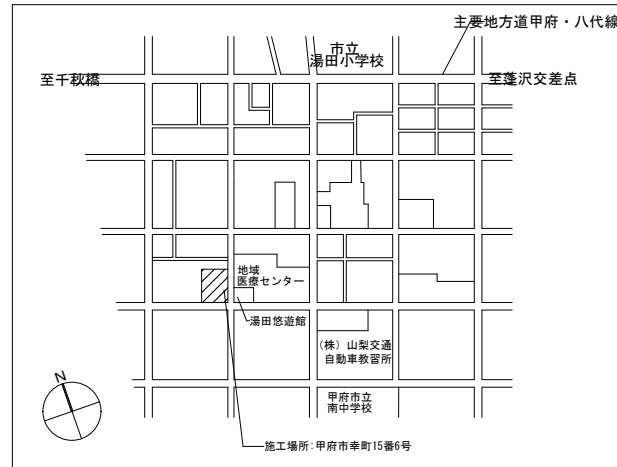 主要地方道甲府・八代線
市立
湯田小学校
至千秋橋
至蓬沢交差点
地域
医療センター
湯田悠遊館
(株)山梨交通
自動車教習所
甲府市立
南中学校
N
施工場所:甲府市幸町15番6号